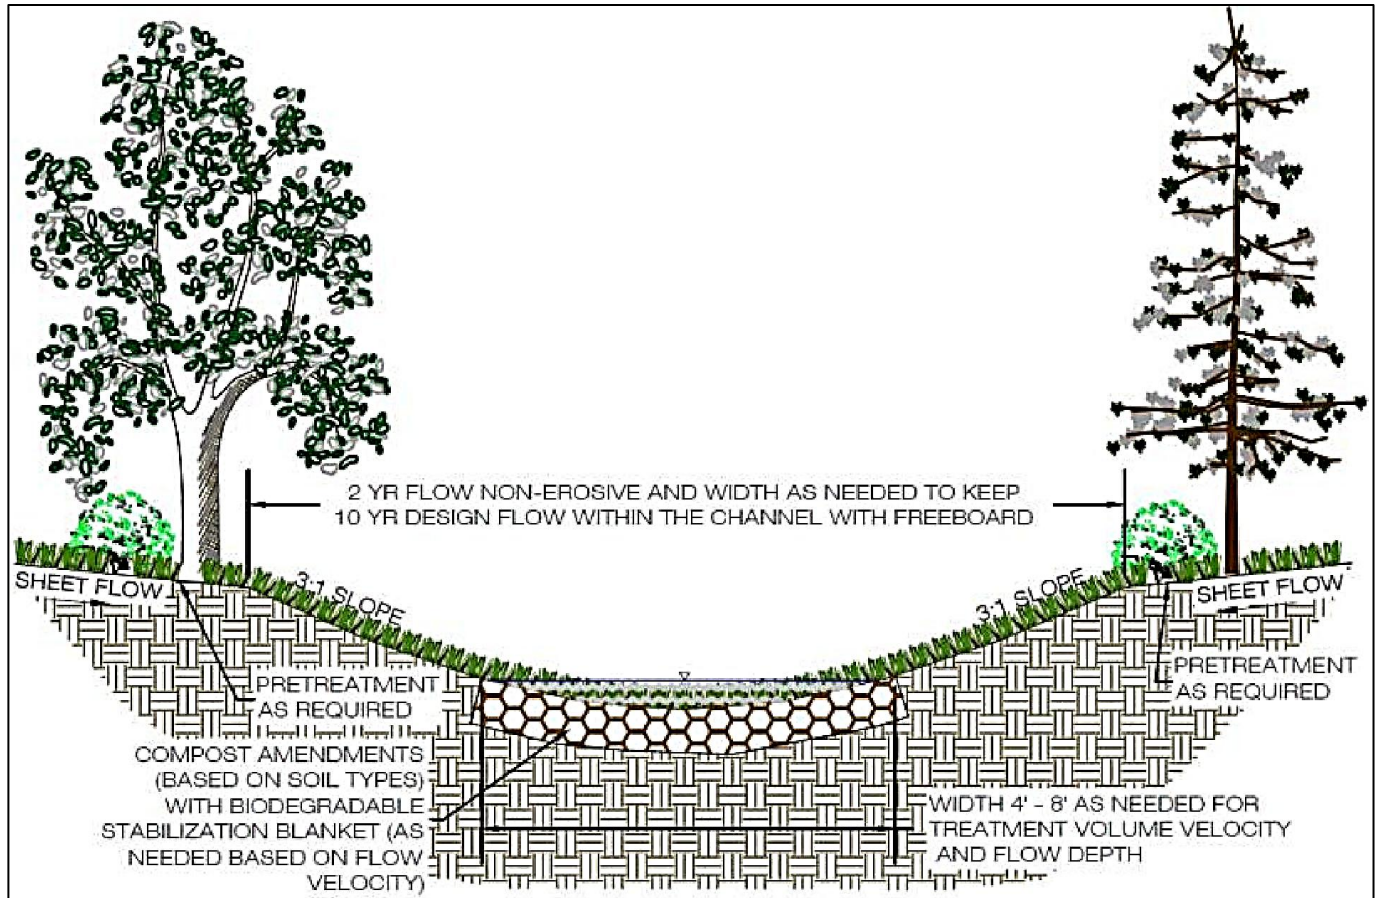 2 YR FLOW NON-EROSIVE AND WIDTH AS NEEDED TO KEEP
10 YR DESIGN FLOW WITHIN THE CHANNEL WITH FREEBOARD
SHEET FLOW
3:1 SLOPE
3:1 SLOPE
SHEET FLOW
PRETREATMENT
AS REQUIRED
PRETREATMENT
AS REQUIRED
COMPOST AMENDMENTS
(BASED ON SOIL TYPES)
WITH BIODEGRADABLE
STABILIZATION BLANKET (AS
NEEDED BASED ON FLOW
VELOCITY)
WIDTH 4' - 8' AS NEEDED FOR
TREATMENT VOLUME VELOCITY
AND FLOW DEPTH